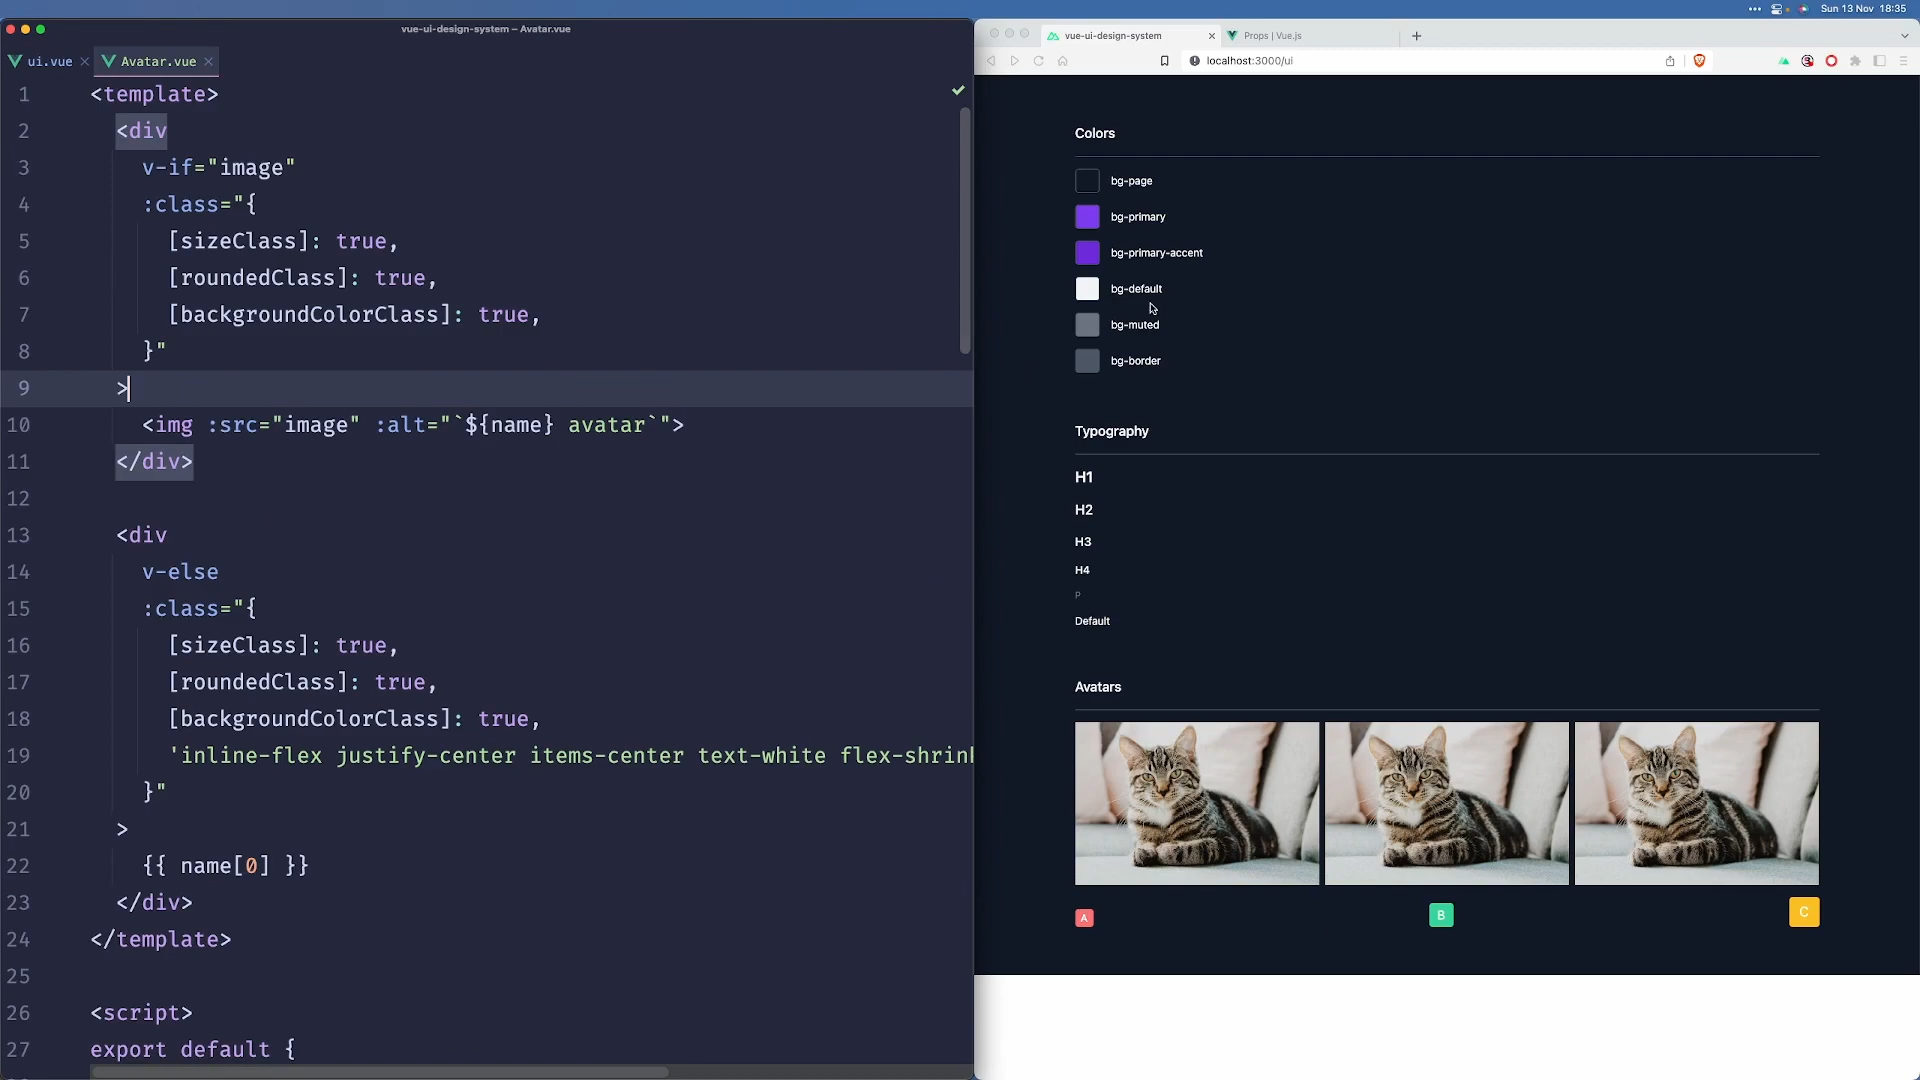 Sun 13 Nov 18:35
vue-ui-design-system – Avatar.vue
ui.vue
Avatar.vue
1 <template>
2 <div
3 v-if="image"
4 :class="{
5 [sizeClass]: true,
6 [roundedClass]: true,
7 [backgroundColorClass]: true,
8 }"
9 >
10 <img :src="image" :alt="`${name} avatar`">
11 </div>
12
13 <div
14 v-else
15 :class="{
16 [sizeClass]: true,
17 [roundedClass]: true,
18 [backgroundColorClass]: true,
19 'inline-flex justify-center items-center text-white flex-shrin
20 }"
21 >
22 {{ name[0] }}
23 </div>
24 </template>
25
26 <script>
27 export default {
vue-ui-design-system
Props | Vue.js
localhost:3000/ui
Colors
bg-page
bg-primary
bg-primary-accent
bg-default
bg-muted
bg-border
Typography
H1
H2
H3
H4
P
Default
Avatars
A
B
C